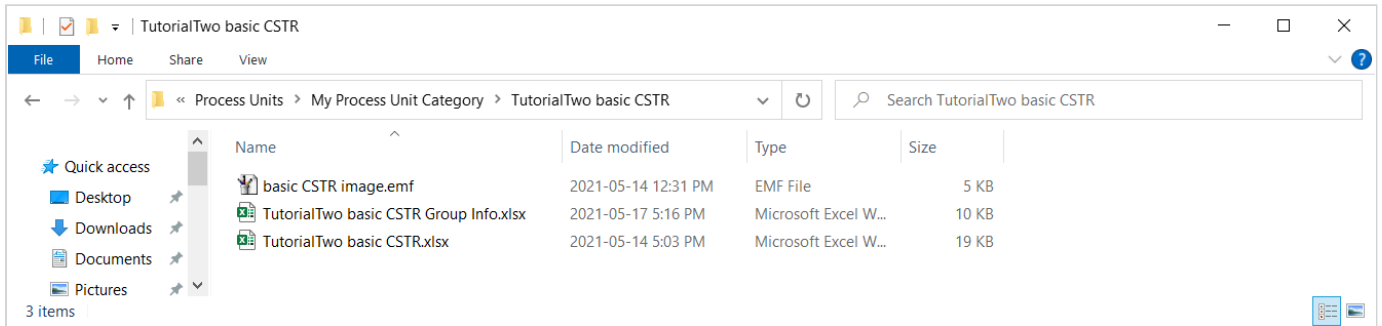 TutorialTwo basic CSTR
File Home Share View ?
« Process Units > My Process Unit Category > TutorialTwo basic CSTR Search TutorialTwo basic CSTR
Name Date modified Type Size
Quick access
basic CSTR image.emf 2021-05-14 12:31 PM EMF File 5 KB
Desktop
TutorialTwo basic CSTR Group Info.xlsx 2021-05-17 5:16 PM Microsoft Excel W... 10 KB
Downloads
TutorialTwo basic CSTR.xlsx 2021-05-14 5:03 PM Microsoft Excel W... 19 KB
Documents
Pictures
3 items